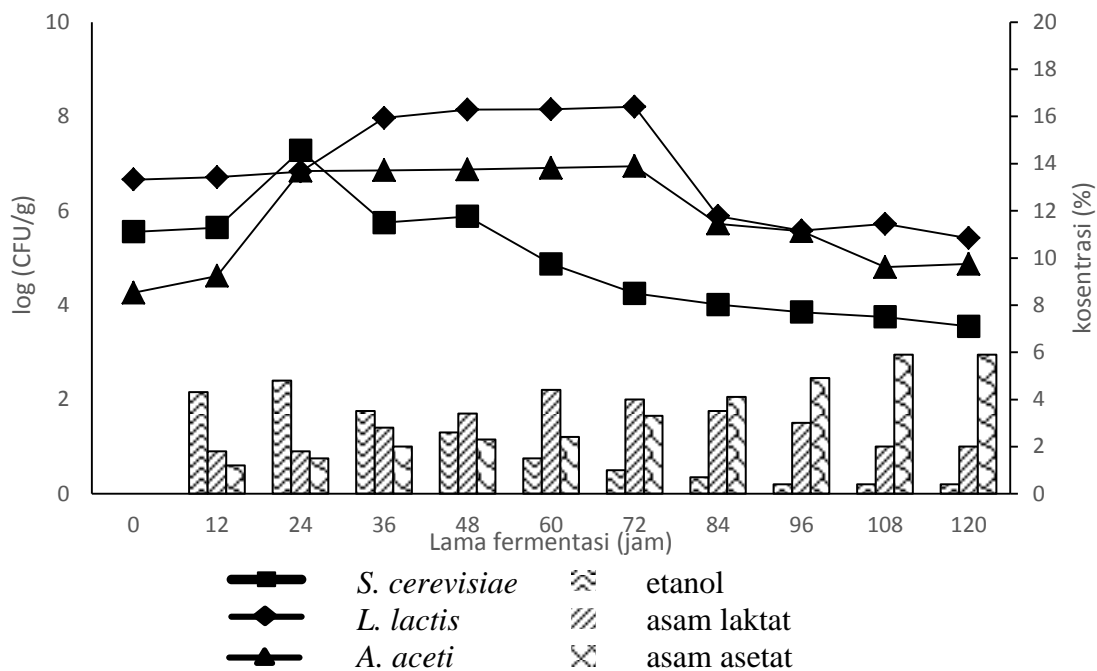 10
8
6
4
2
0
log (CFU/g)
20
18
16
14
12
10
8
6
4
2
0
kosentrasi (%)
0 12 24 36 48 60 72 84 96 108 120
Lama fermentasi (jam)
S. cerevisiae etanol
L. lactis asam laktat
A. aceti asam asetat